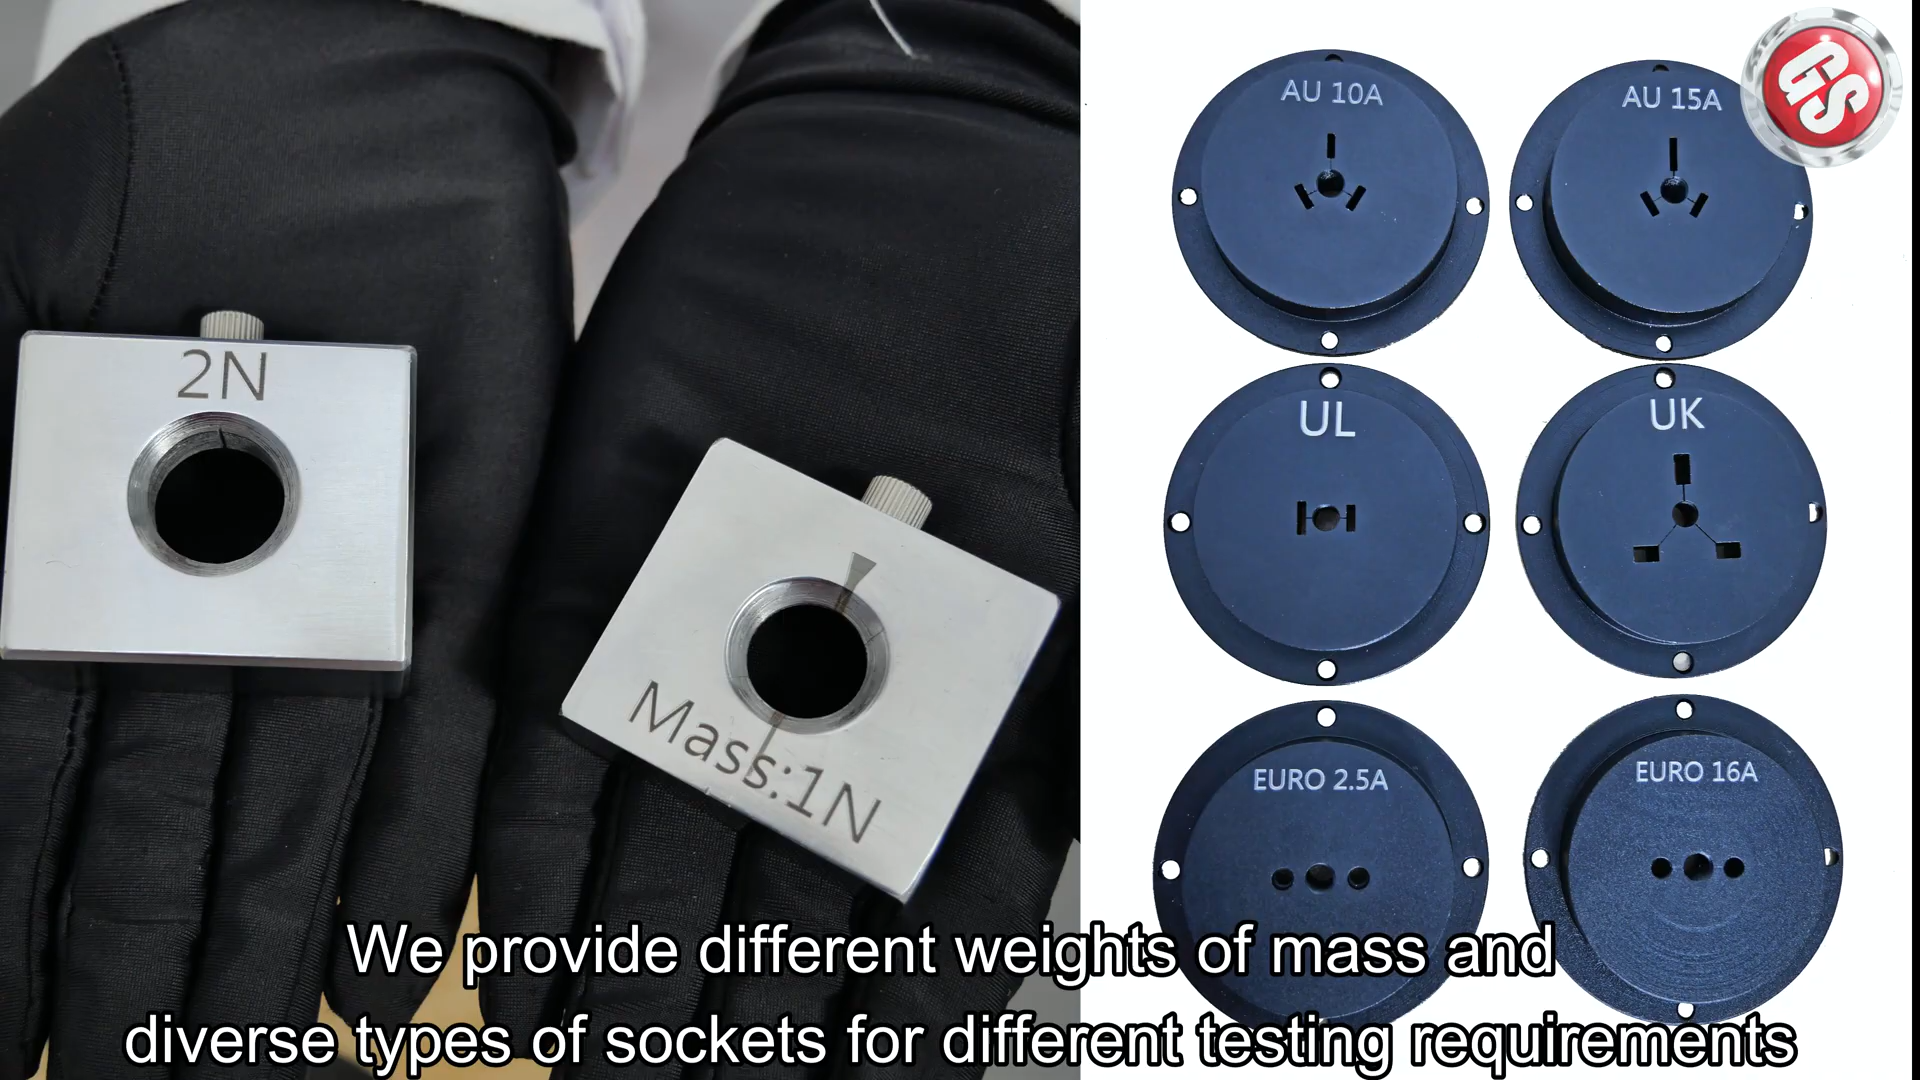 2N
Mass:1N
AU 10A
AU 15A
GS
UL
UK
EURO 2.5A
EURO 16A
We provide different weights of mass and
diverse types of sockets for different testing requirements